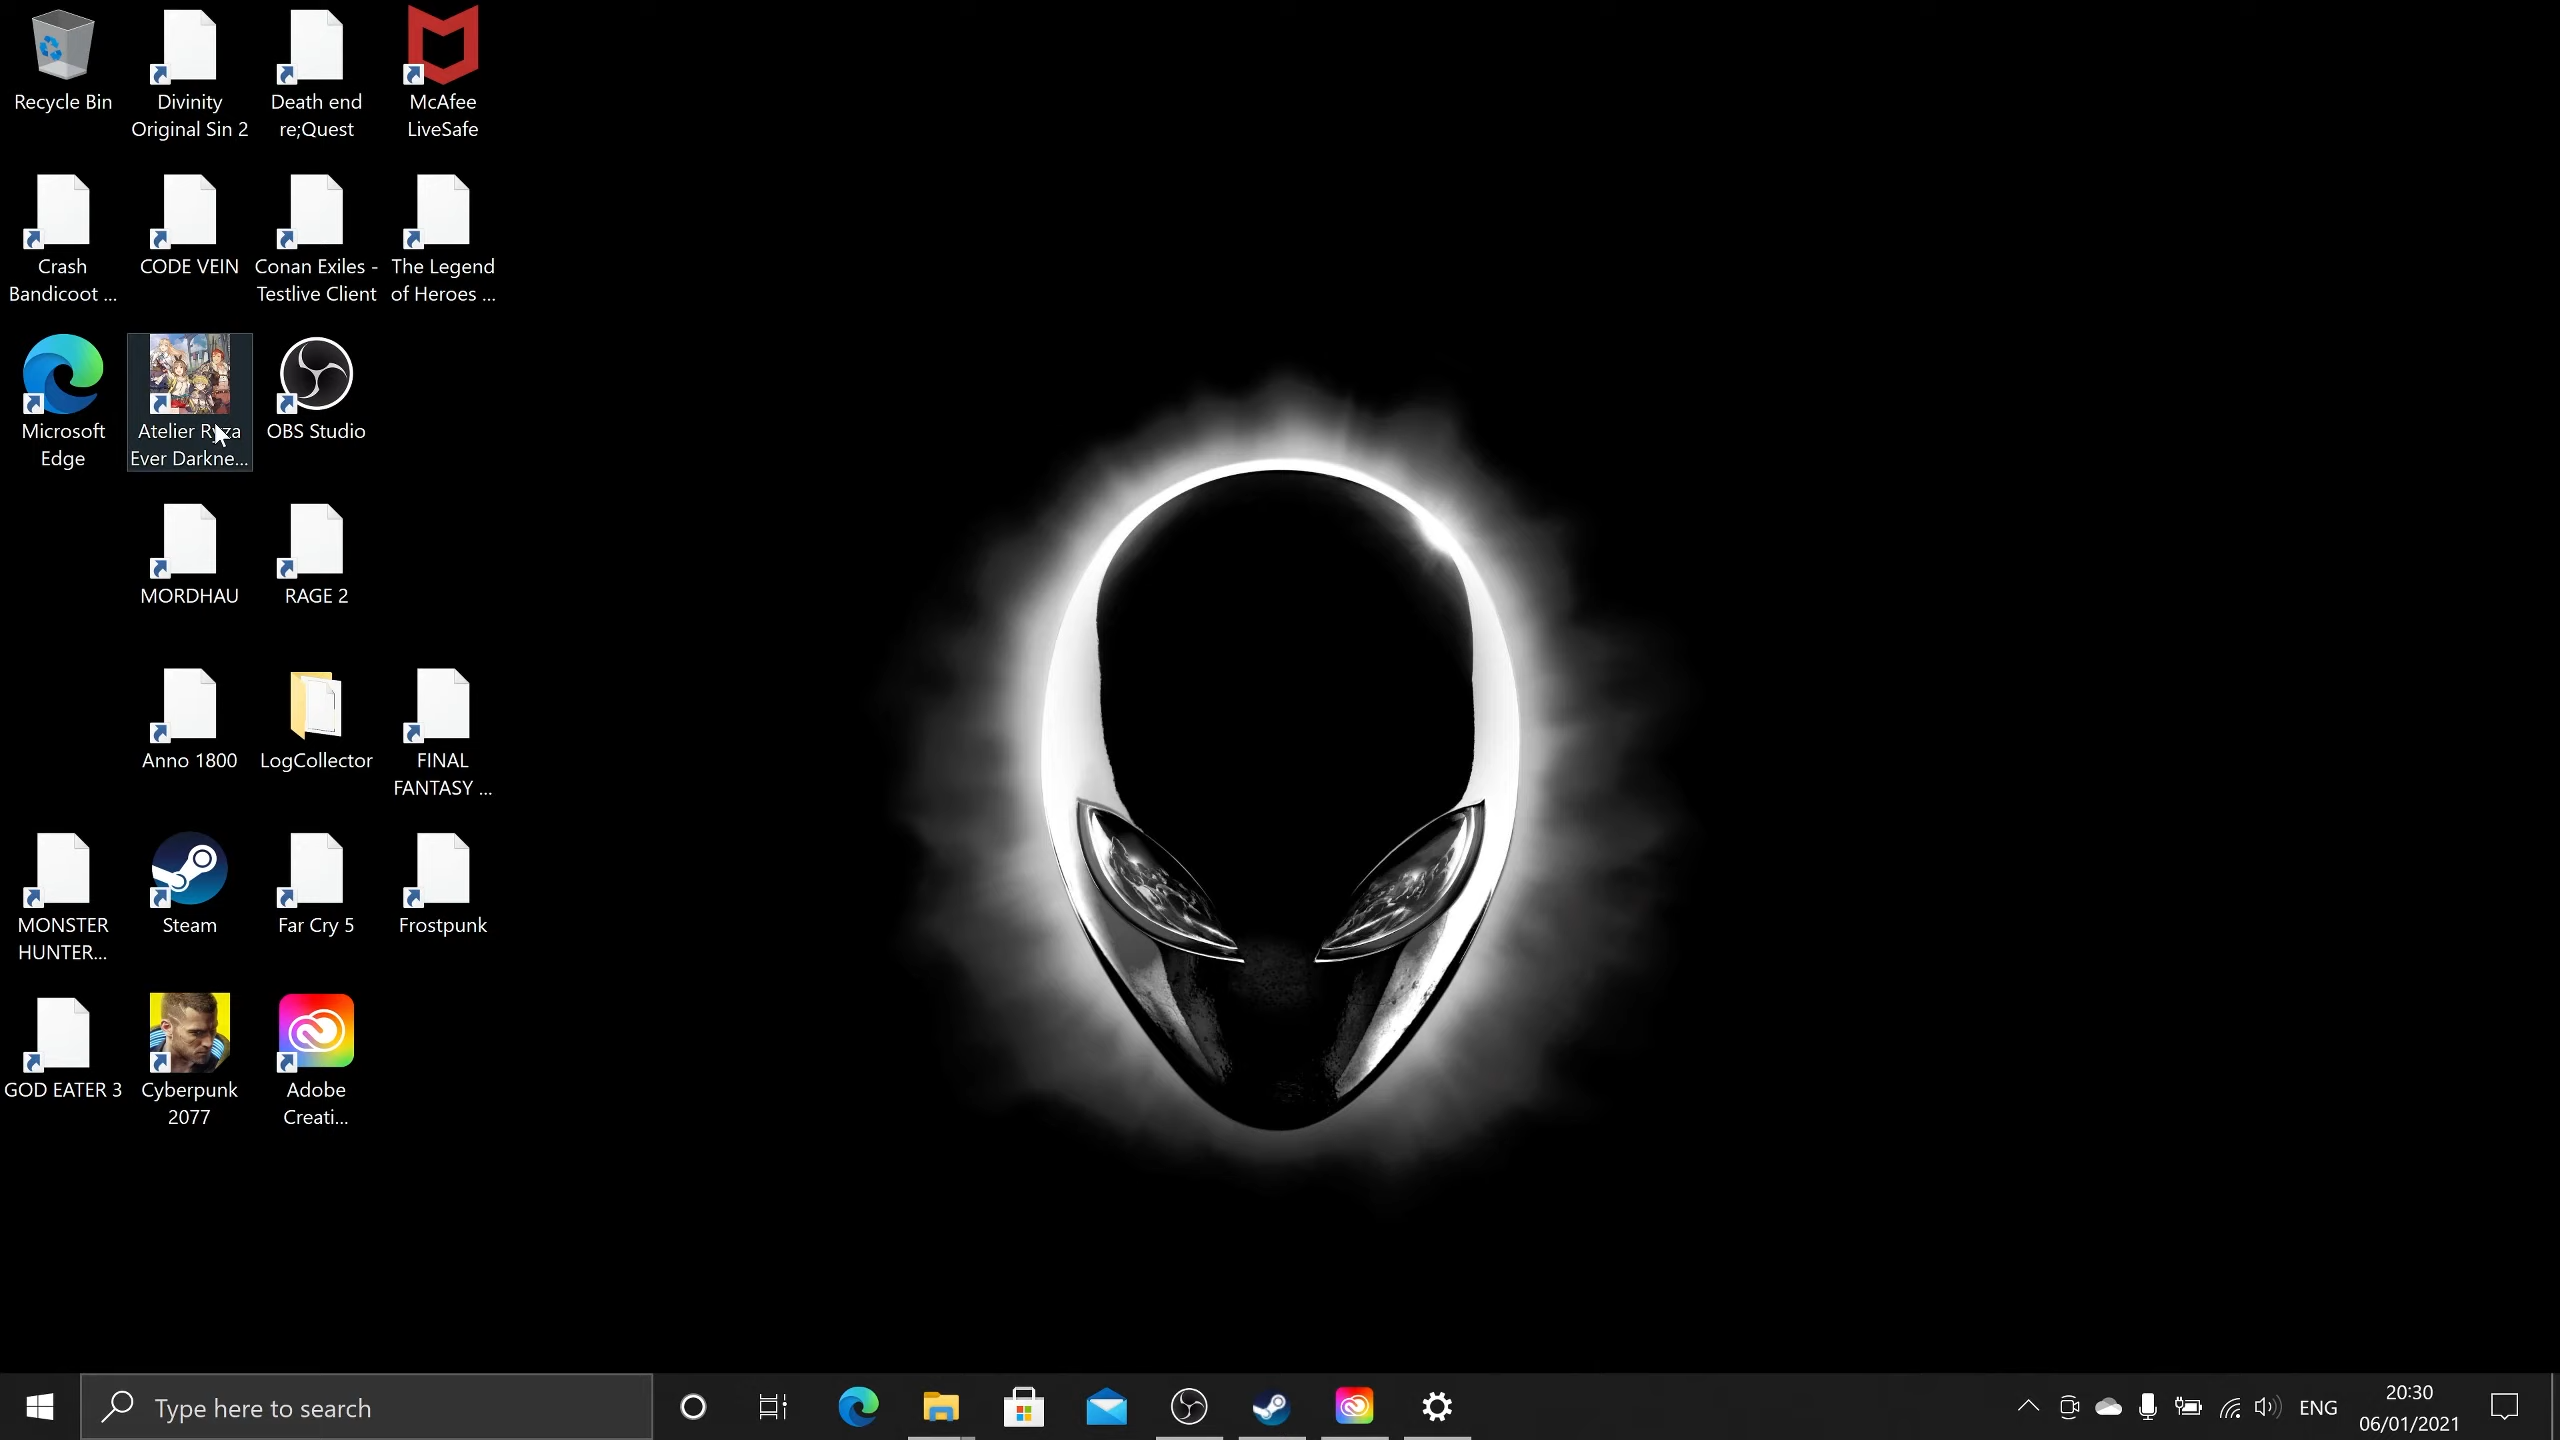 Recycle Bin
Divinity
Original Sin 2
Death end
re;Quest
McAfee
LiveSafe
Crash
Bandicoot ...
CODE VEIN
Conan Exiles -
Testlive Client
The Legend
of Heroes ...
Microsoft
Edge
Atelier Ryza
Ever Darkne...
OBS Studio
MORDHAU
RAGE 2
Anno 1800
LogCollector
FINAL
FANTASY ...
MONSTER
HUNTER...
Steam
Far Cry 5
Frostpunk
GOD EATER 3
Cyberpunk
2077
Adobe
Creati...
Type here to search
ENG
20:30
06/01/2021